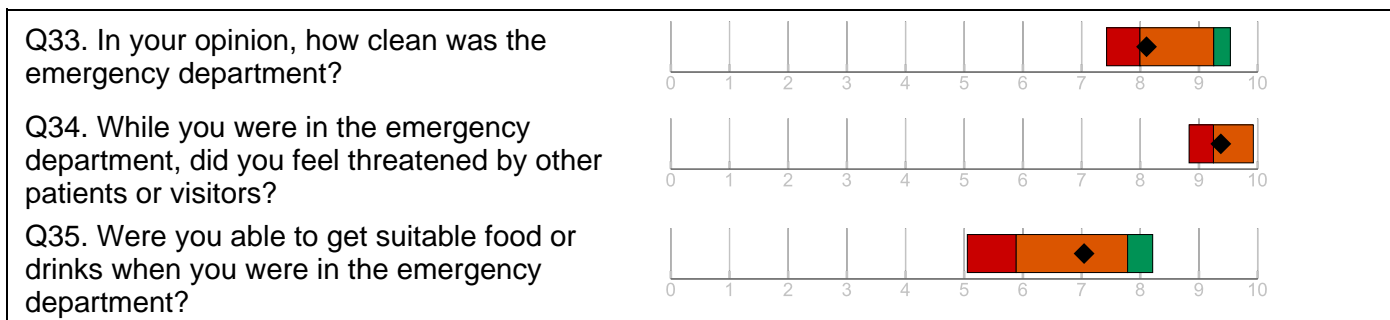 Q33. In your opinion, how clean was the
emergency department?
0 1 2 3 4 5 6 7 8 9 10
Q34. While you were in the emergency
department, did you feel threatened by other
patients or visitors?
0 1 2 3 4 5 6 7 8 9 10
Q35. Were you able to get suitable food or
drinks when you were in the emergency
department?
0 1 2 3 4 5 6 7 8 9 10